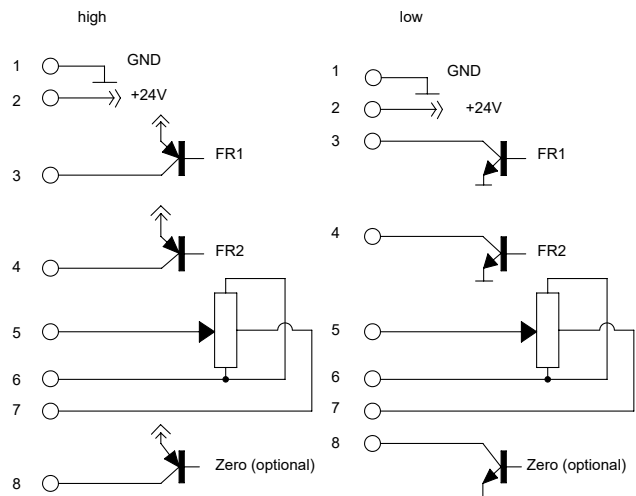 high
1
GND
2
+24V
FR1
3
FR2
4
5
6
7
Zero (optional)
8
low
1
GND
2
+24V
3
FR1
4
FR2
5
6
7
8
Zero (optional)